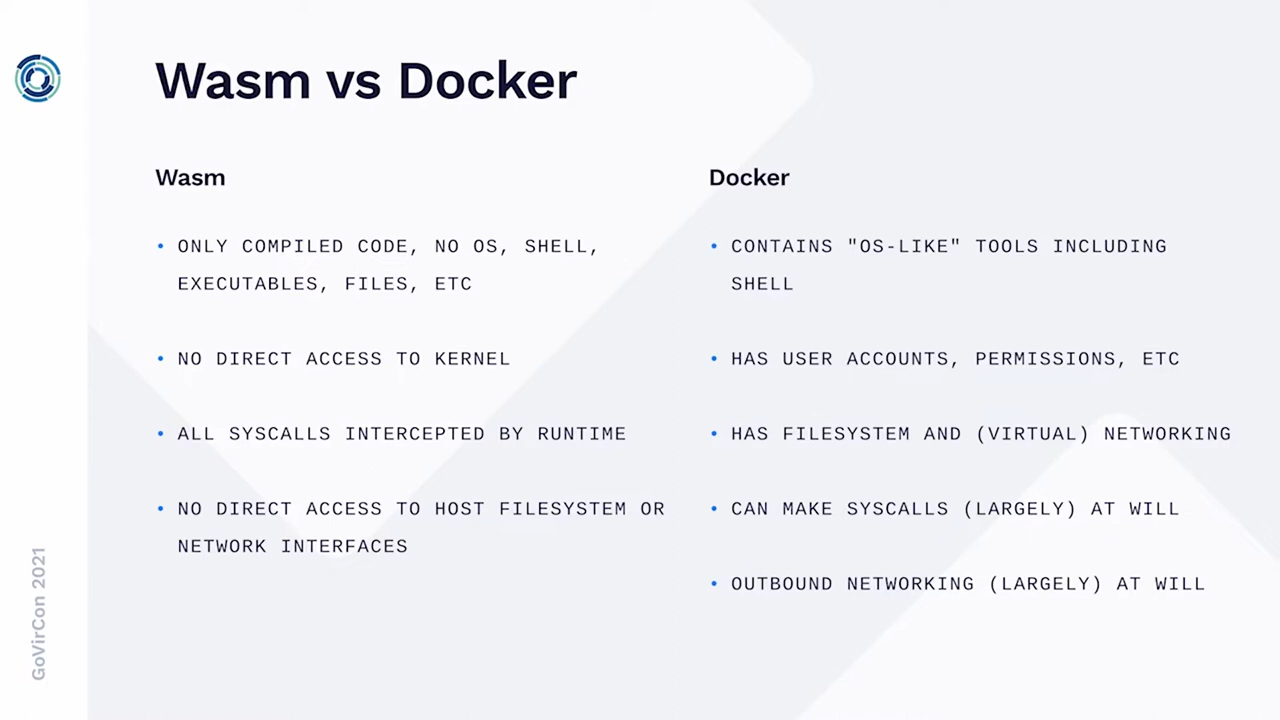 Wasm vs Docker
Wasm
• ONLY COMPILED CODE, NO OS, SHELL,
EXECUTABLES, FILES, ETC
• NO DIRECT ACCESS TO KERNEL
• ALL SYSCALLS INTERCEPTED BY RUNTIME
• NO DIRECT ACCESS TO HOST FILESYSTEM OR
NETWORK INTERFACES
Docker
• CONTAINS "OS-LIKE" TOOLS INCLUDING
SHELL
• HAS USER ACCOUNTS, PERMISSIONS, ETC
• HAS FILESYSTEM AND (VIRTUAL) NETWORKING
• CAN MAKE SYSCALLS (LARGELY) AT WILL
• OUTBOUND NETWORKING (LARGELY) AT WILL
GoVirCon 2021